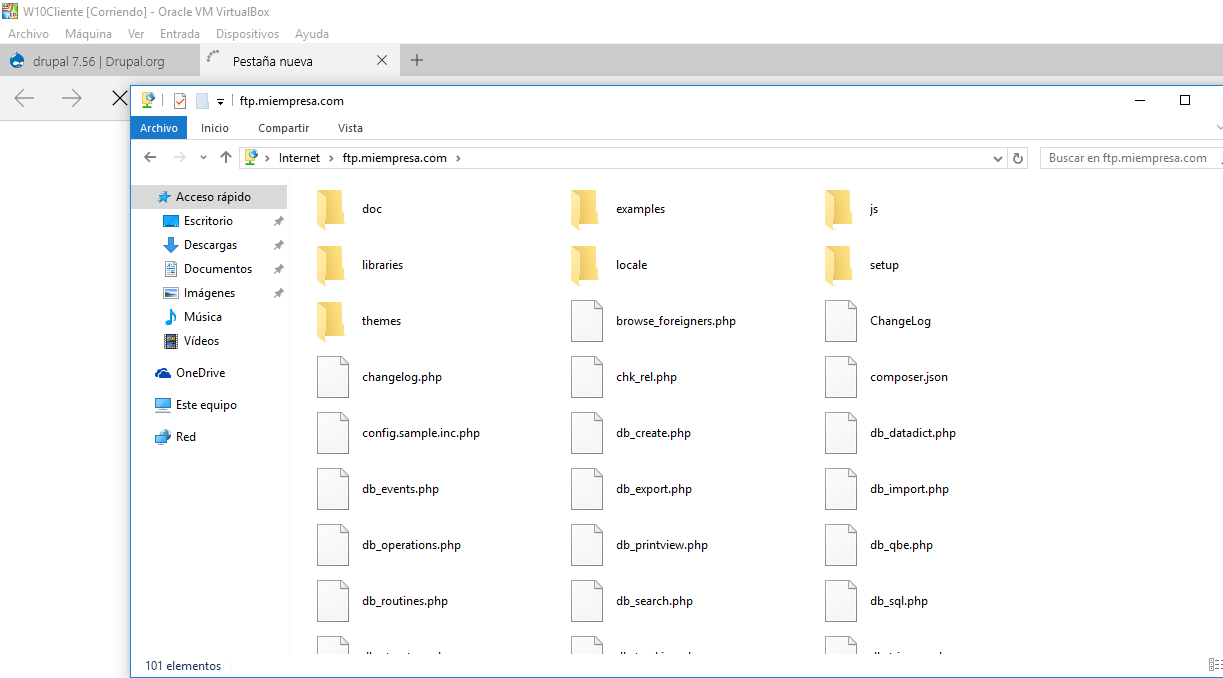 W10Cliente [Corriendo] - Oracle VM VirtualBox
Archivo Máquina Ver Entrada Dispositivos Ayuda
drupal 7.56 | Drupal.org Pestaña nueva
ftp.miempresa.com
Archivo Inicio Compartir Vista
Internet ftp.miempresa.com Buscar en ftp.miempresa.com
Acceso rápido
Escritorio
Descargas
Documentos
Imágenes
Música
Vídeos
OneDrive
Este equipo
Red
doc examples js
libraries locale setup
themes browse_foreigners.php ChangeLog
changelog.php chk_rel.php composer.json
config.sample.inc.php db_create.php db_datadict.php
db_events.php db_export.php db_import.php
db_operations.php db_printview.php db_qbe.php
db_routines.php db_search.php db_sql.php
101 elementos